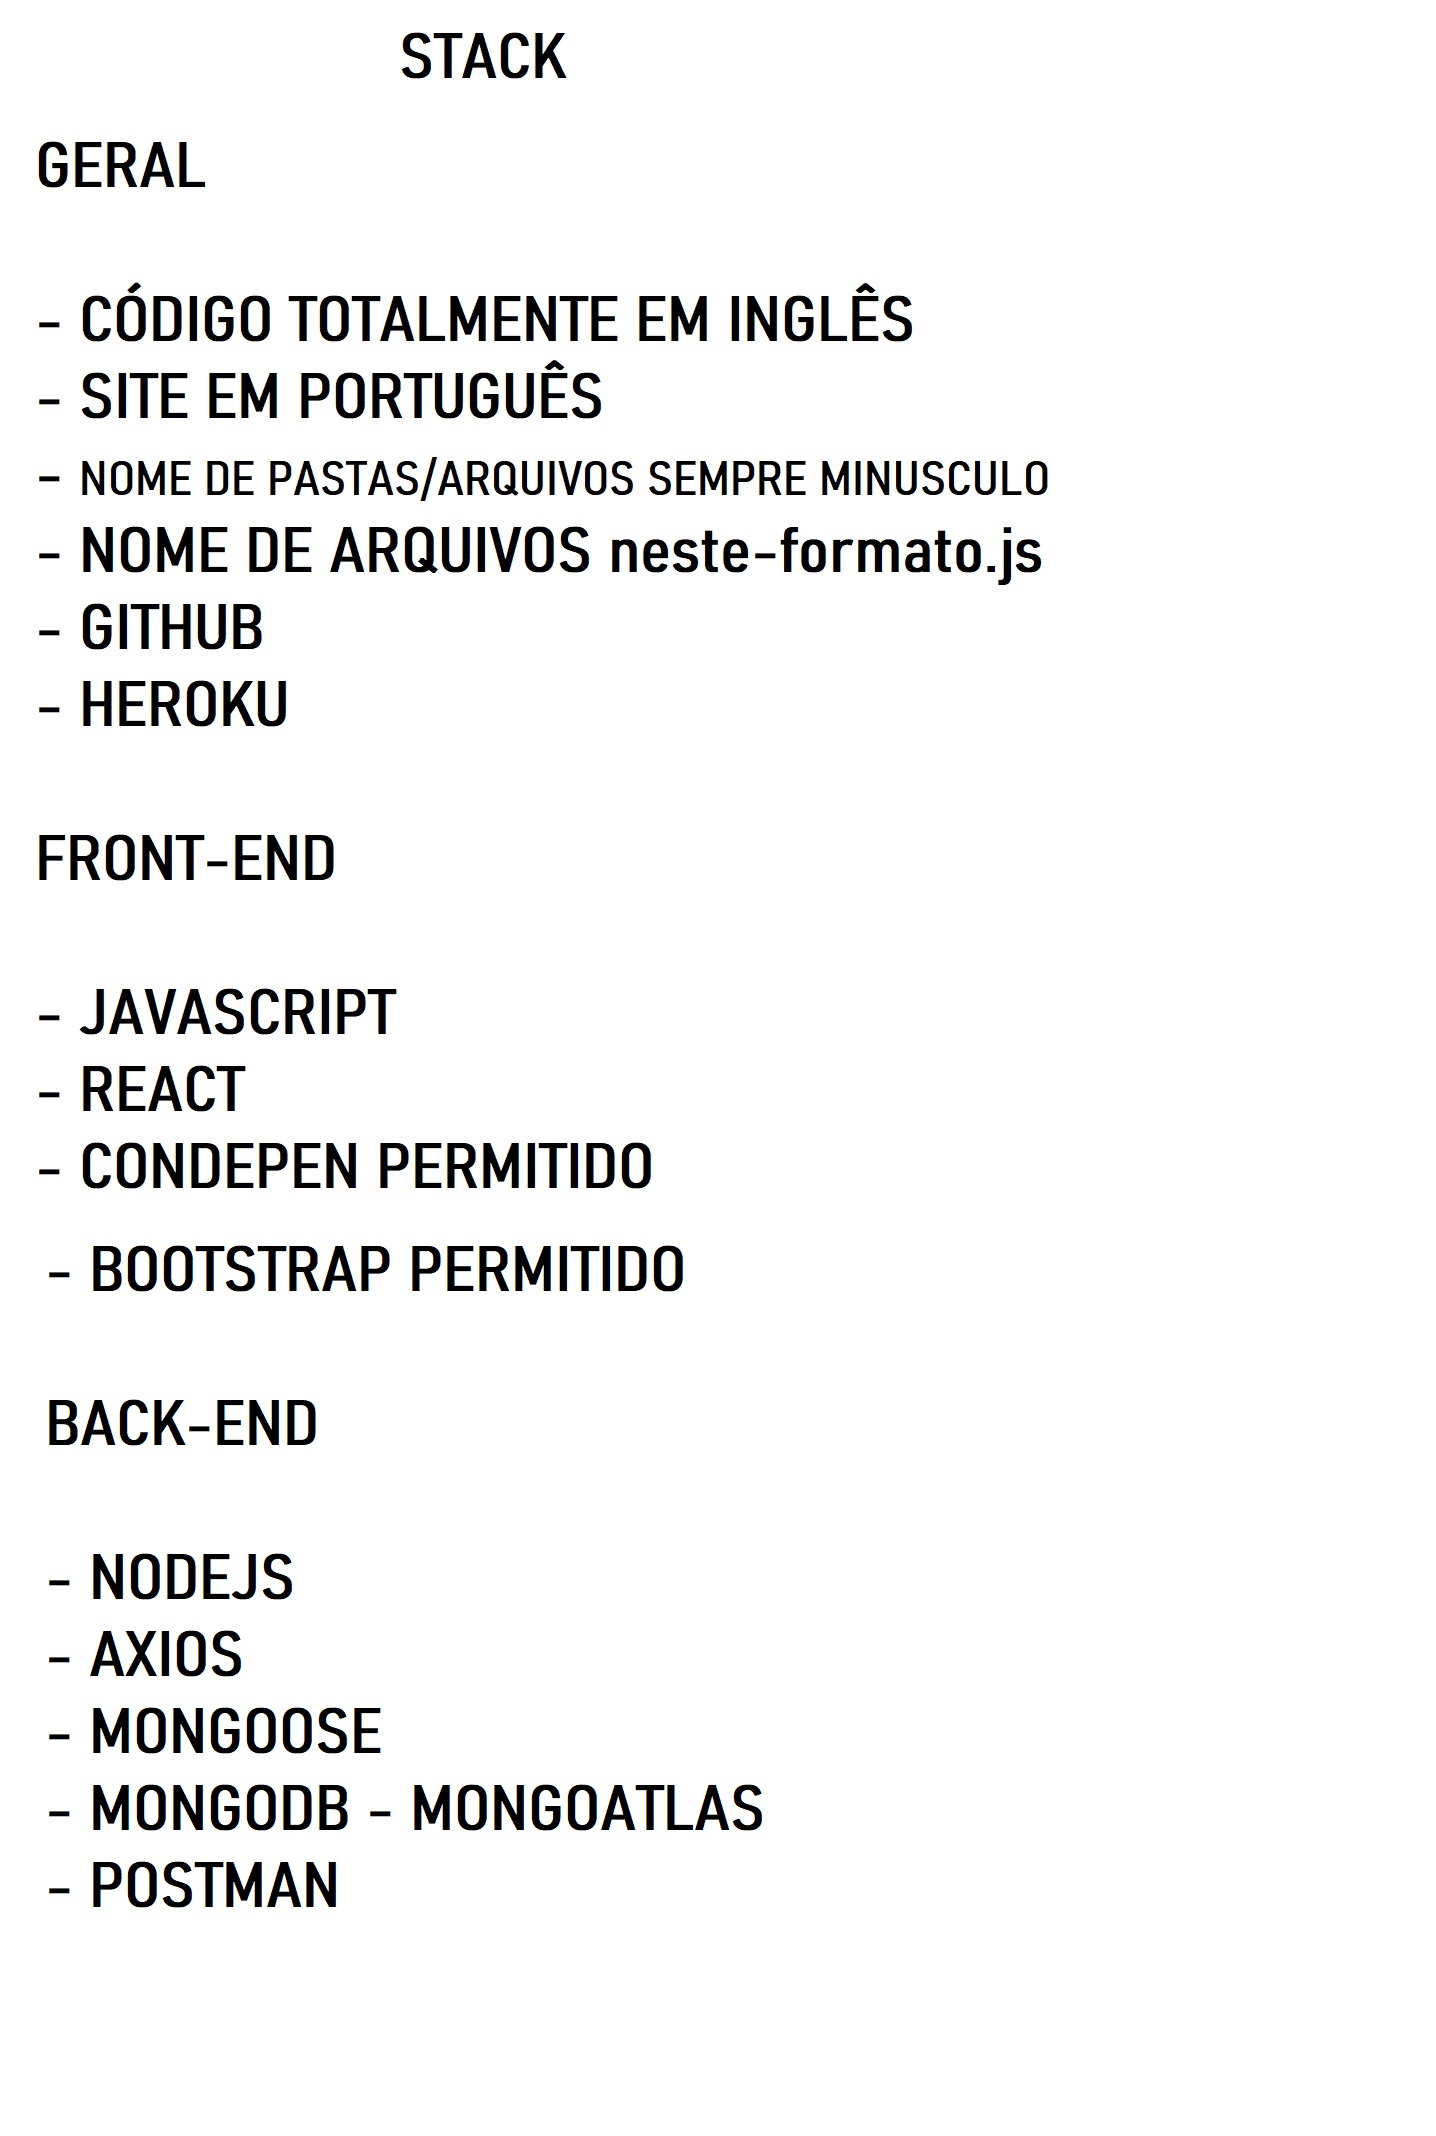 STACK
GERAL
- CÓDIGO TOTALMENTE EM INGLÊS
- SITE EM PORTUGUÊS
- NOME DE PASTAS/ARQUIVOS SEMPRE MINUSCULO
- NOME DE ARQUIVOS neste-formato.js
- GITHUB
- HEROKU
FRONT-END
- JAVASCRIPT
- REACT
- CONDEPEN PERMITIDO
- BOOTSTRAP PERMITIDO
BACK-END
- NODEJS
- AXIOS
- MONGOOSE
- MONGODB - MONGOATLAS
- POSTMAN